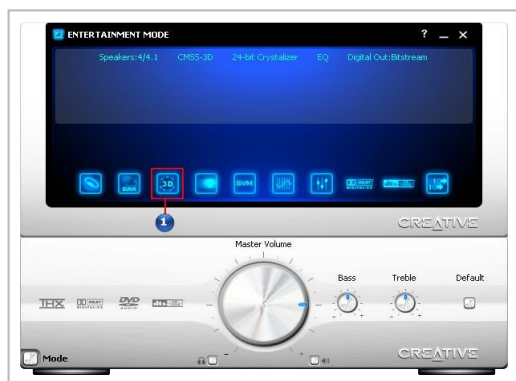 ENTERTAINMENT MODE ? _ X
Speakers:4/4.1 CMSS-3D 24-bit Crystalizer EQ Digital Out:Bitstream
EAX 3D SVM
1
CREATIVE
Master Volume
Bass Treble Default
- + - +
THX DVD AUDIO
- +
Mode CREATIVE